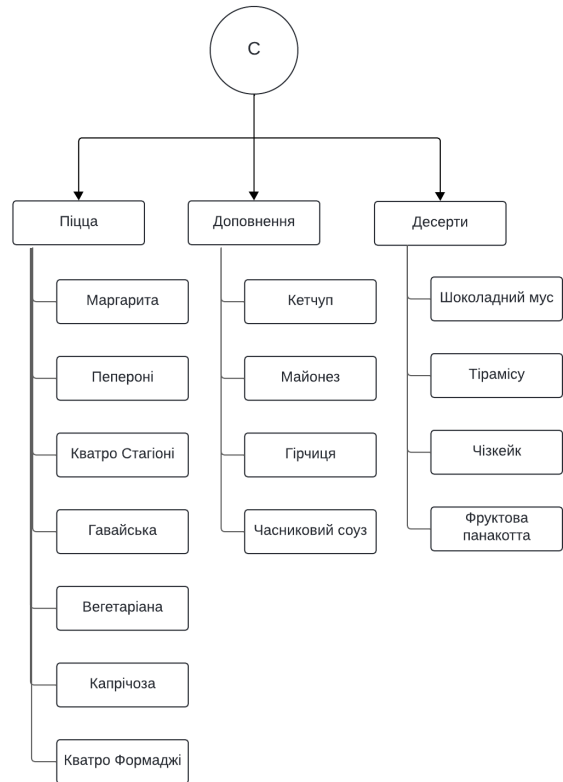 С
Піцца
Доповнення
Десерти
Маргарита
Пепероні
Кватро Стагіоні
Гавайська
Вегетаріана
Капрічоза
Кватро Формаджі
Кетчуп
Майонез
Гірчиця
Часниковий соуз
Шоколадний мус
Тірамісу
Чізкейк
Фруктова
панакотта